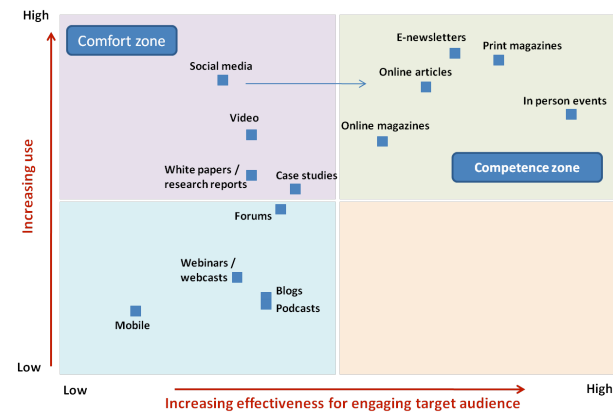 High
Comfort zone
E-newsletters
Print magazines
Social media
Online articles
In person events
Video
Online magazines
White papers /
research reports
Case studies
Competence zone
Forums
Increasing use
Webinars /
webcasts
Blogs
Podcasts
Mobile
Low
Low
High
Increasing effectiveness for engaging target audience